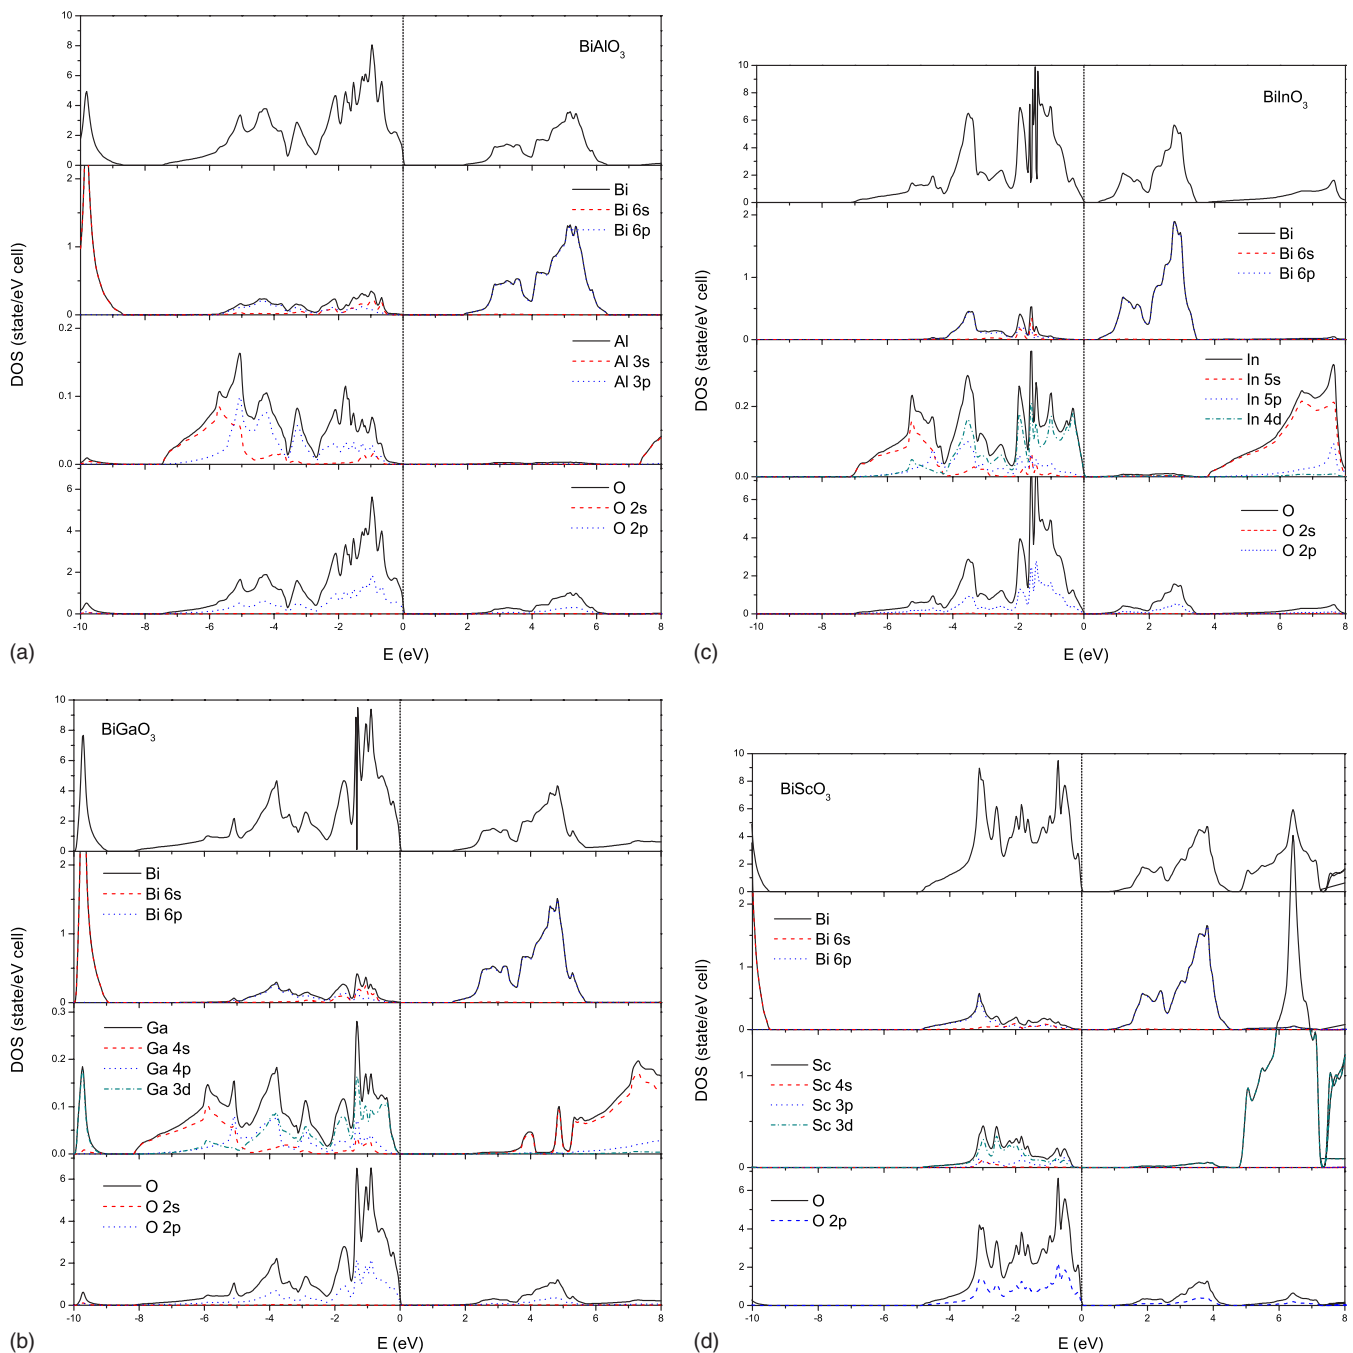 BiAlO3
10
8
6
4
2
0
Bi
Bi 6s
Bi 6p
2
1
0
Al
Al 3s
Al 3p
0.2
0.1
0.0
O
O 2s
O 2p
6
4
2
0
-10 -8 -6 -4 -2 0 2 4 6 8
E (eV)
DOS (state/eV cell)
(a)
BiInO3
10
8
6
4
2
0
Bi
Bi 6s
Bi 6p
2
1
0
In
In 5s
In 5p
In 4d
0.2
0.0
O
O 2s
O 2p
6
4
2
0
-10 -8 -6 -4 -2 0 2 4 6 8
E (eV)
DOS (state/eV cell)
(c)
BiGaO3
10
8
6
4
2
0
Bi
Bi 6s
Bi 6p
2
1
0
Ga
Ga 4s
Ga 4p
Ga 3d
0.3
0.2
0.1
0.0
O
O 2s
O 2p
6
4
2
0
-10 -8 -6 -4 -2 0 2 4 6 8
E (eV)
DOS (state/eV cell)
(b)
BiScO3
10
8
6
4
2
0
Bi
Bi 6s
Bi 6p
2
1
0
Sc
Sc 4s
Sc 3p
Sc 3d
1
0
O
O 2p
6
4
2
0
-10 -8 -6 -4 -2 0 2 4 6 8
E (eV)
DOS (state/eV cell)
(d)